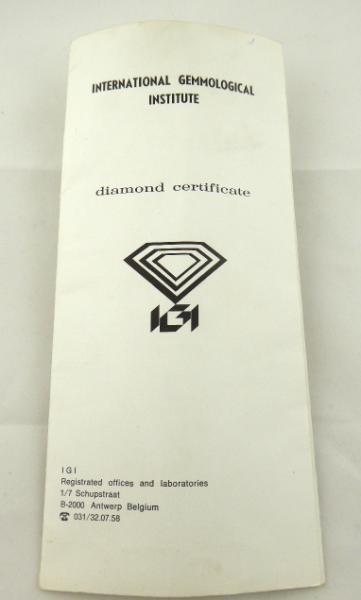 INTERNATIONAL GEMMOLOGICAL
INSTITUTE
diamond certificate
IGI
IGI
Registrated offices and laboratories
1/7 Schupstraat
B-2000 Antwerp Belgium
☎ 031/32.07.58